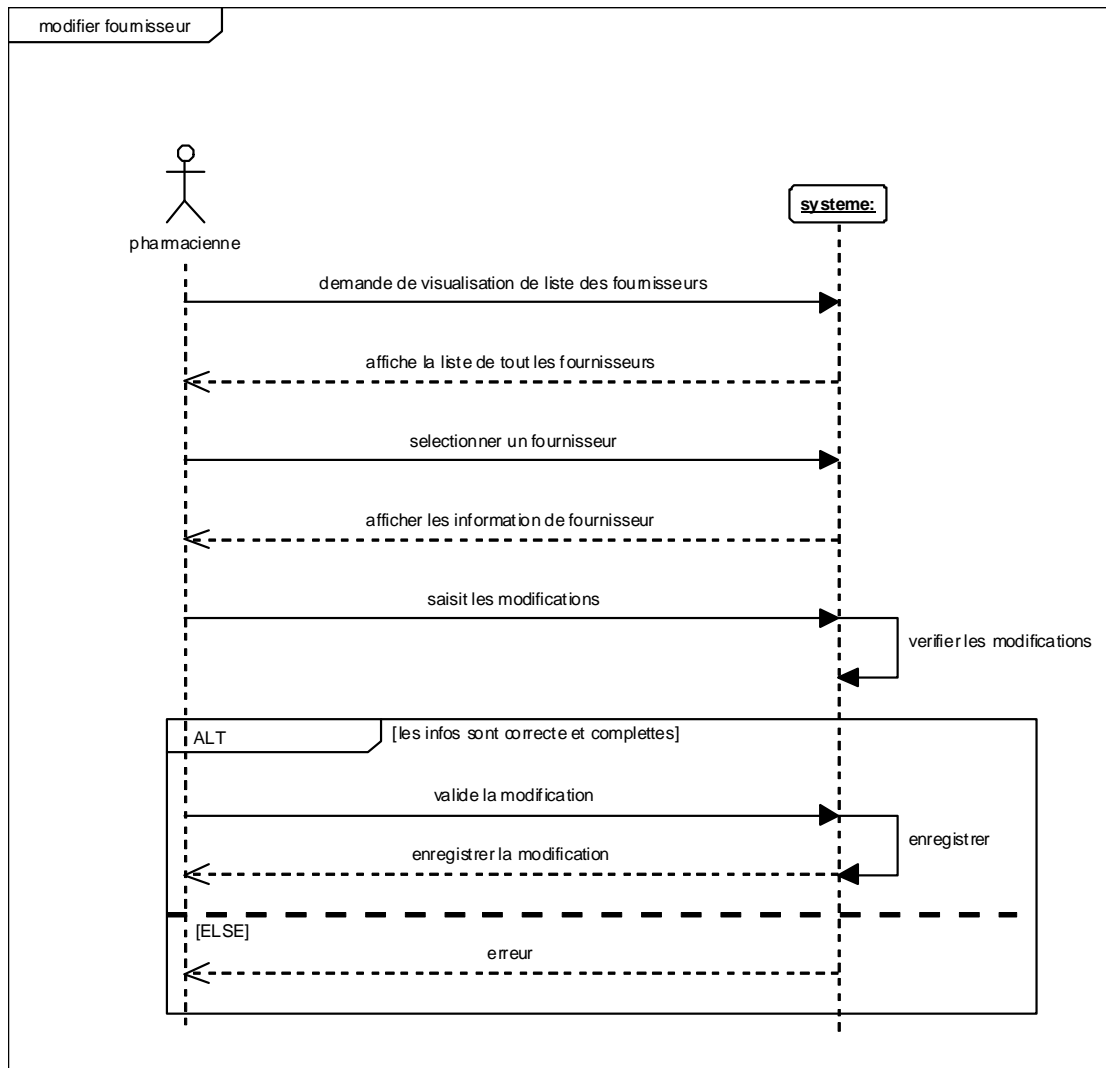 modifier fournisseur
pharmacienne
systeme:
demande de visualisation de liste des fournisseurs
affiche la liste de tout les fournisseurs
selectionner un fournisseur
afficher les information de fournisseur
saisit les modifications
verifier les modifications
ALT
[les infos sont correcte et complettes]
valide la modification
enregistrer
enregistrer la modification
[ELSE]
erreur